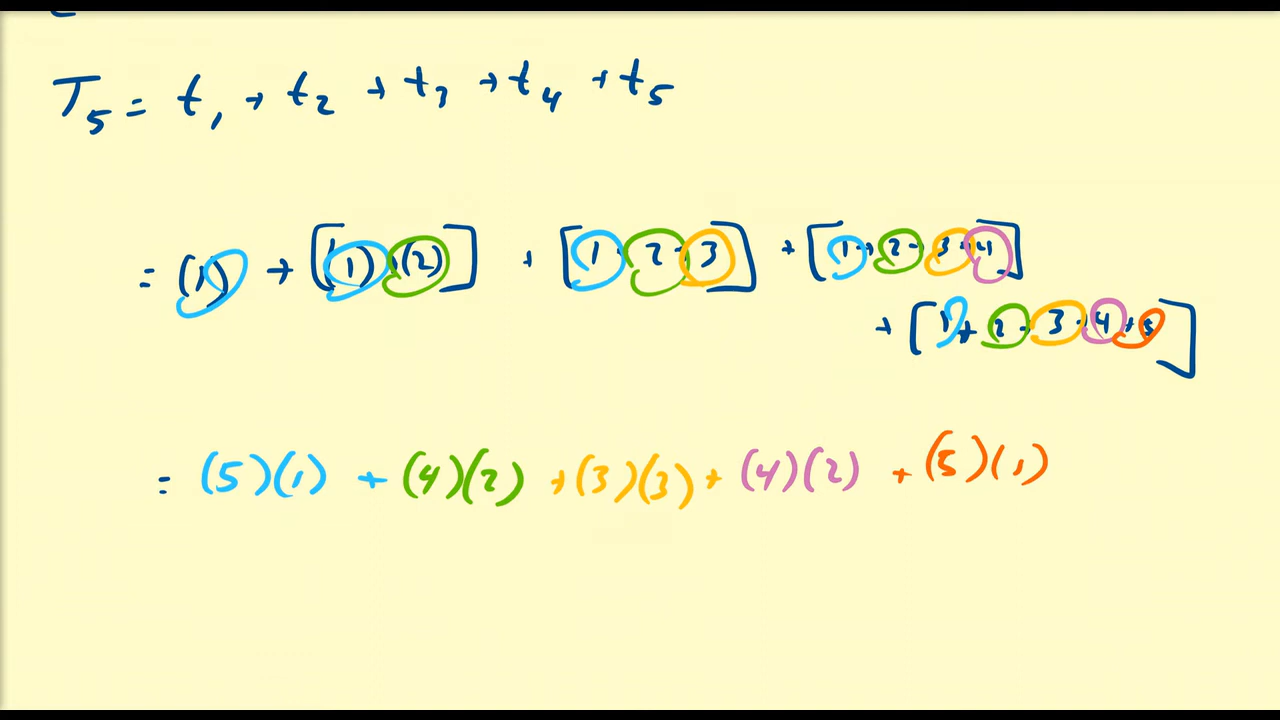 T₅ = t₁ + t₂ + t₃ + t₄ + t₅
= (1) + [(1) + (2)] + [1 + 2 + 3] + [1 + 2 + 3 + 4]
+ [1 + 2 + 3 + 4 + 5]
= (5)(1) + (4)(2) + (3)(3) + (4)(2) + (5)(1)